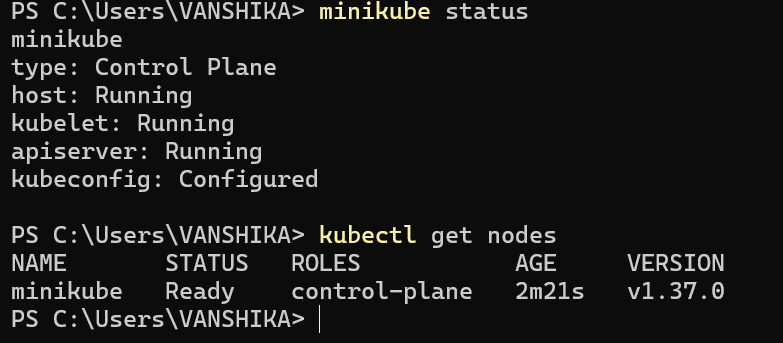 PS C:\Users\VANSHIKA> minikube status
minikube
type: Control Plane
host: Running
kubelet: Running
apiserver: Running
kubeconfig: Configured
PS C:\Users\VANSHIKA> kubectl get nodes
NAME       STATUS   ROLES           AGE     VERSION
minikube   Ready    control-plane   2m21s   v1.37.0
PS C:\Users\VANSHIKA>